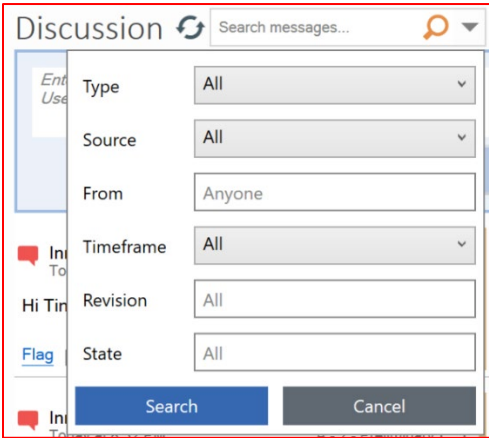 Discussion Search messages...
Type All
Source All
From Anyone
Timeframe All
Revision All
State All
Hi Tin
Flag
Search Cancel